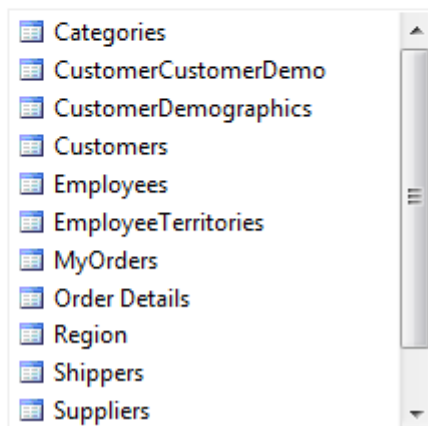 Categories
CustomerCustomerDemo
CustomerDemographics
Customers
Employees
EmployeeTerritories
MyOrders
Order Details
Region
Shippers
Suppliers